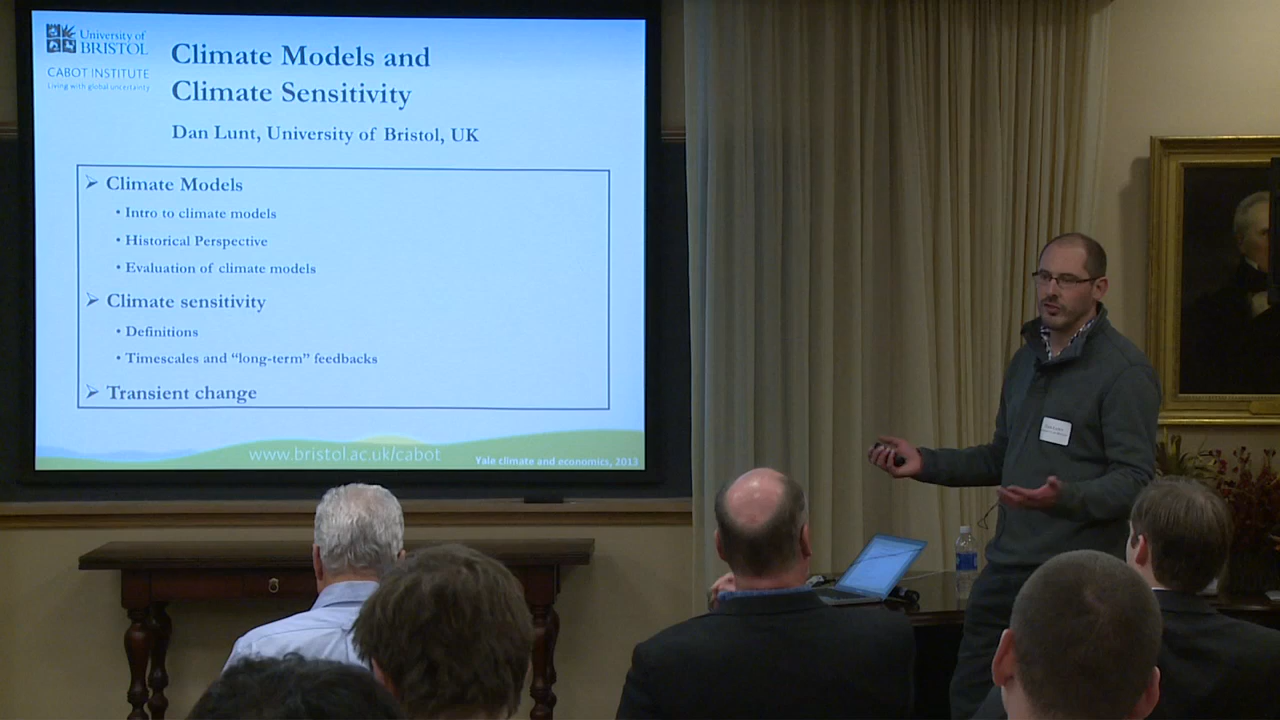 University of
BRISTOL
CABOT INSTITUTE
Living with global uncertainty
Climate Models and
Climate Sensitivity
Dan Lunt, University of Bristol, UK
➢ Climate Models
• Intro to climate models
• Historical Perspective
• Evaluation of climate models
➢ Climate sensitivity
• Definitions
• Timescales and “long-term” feedbacks
➢ Transient change
www.bristol.ac.uk/cabot
Yale climate and economics, 2013